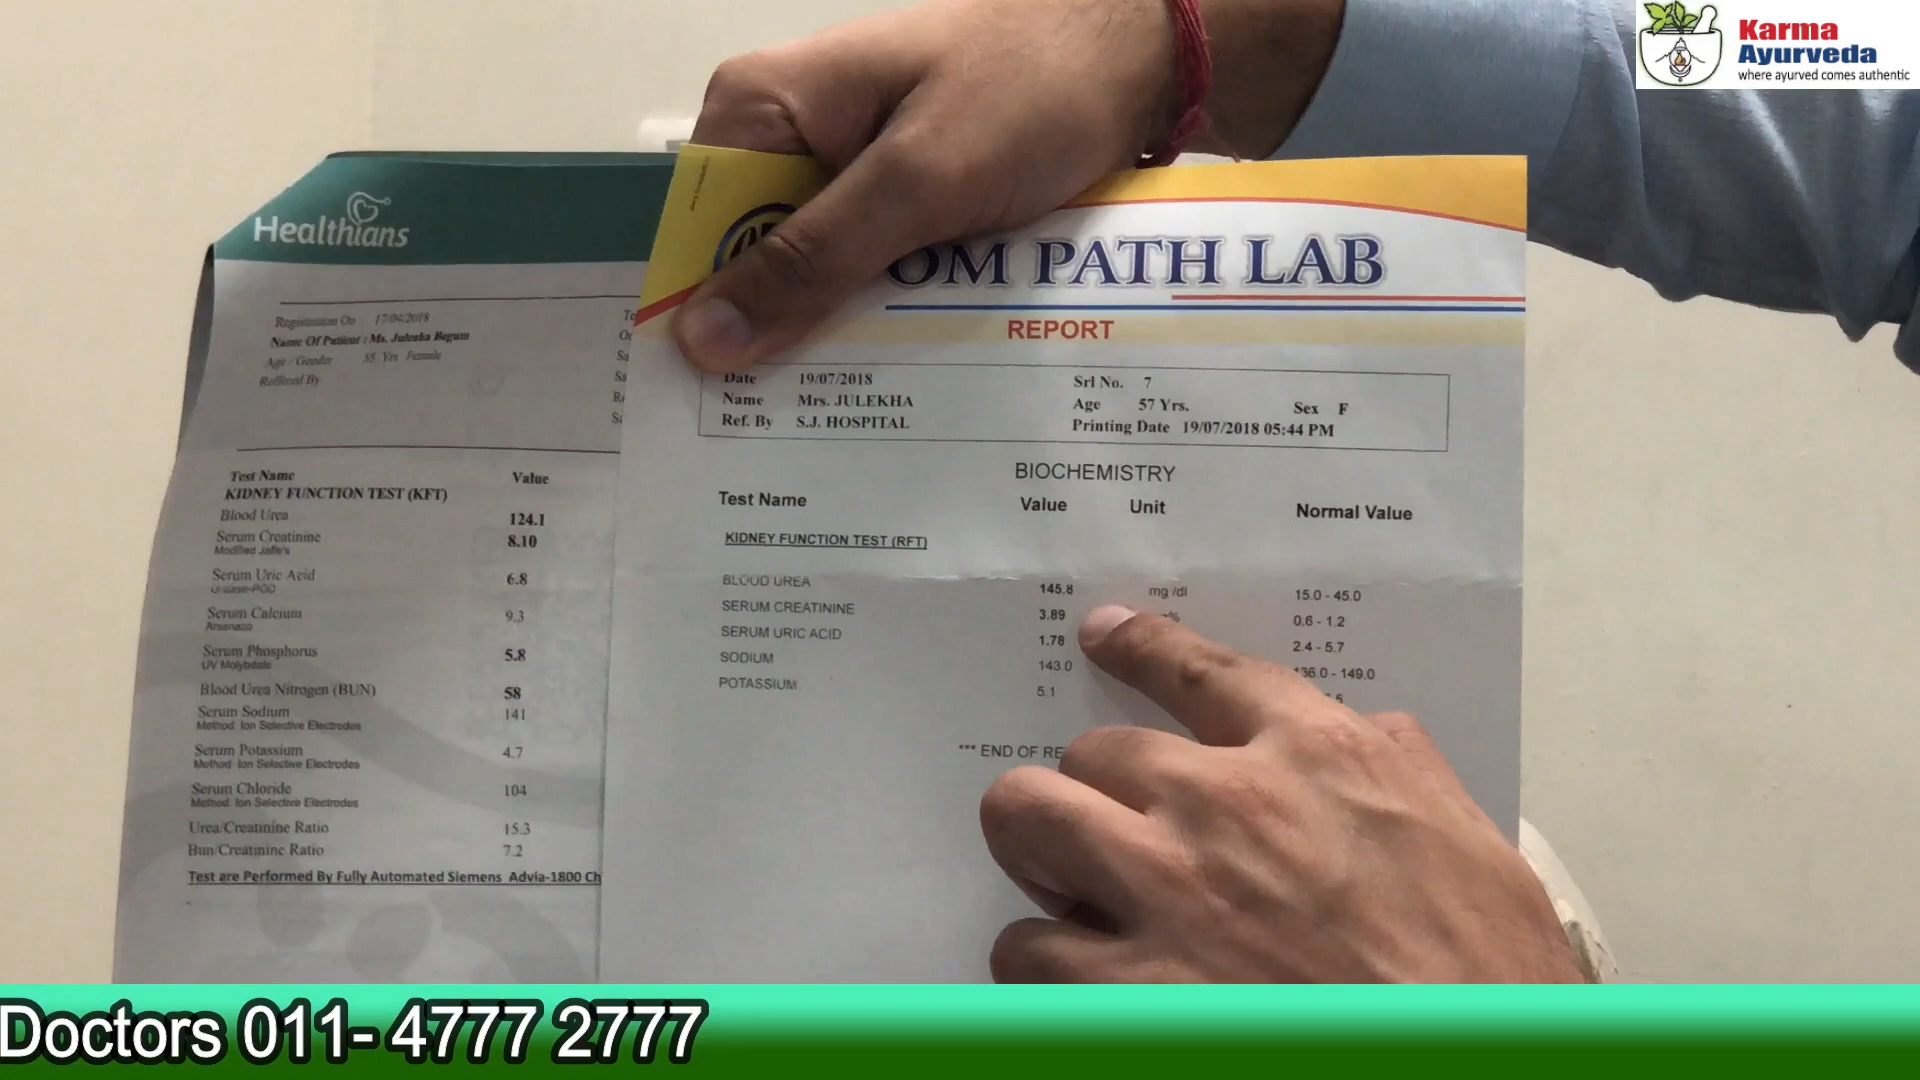 Karma
Ayurveda
where ayurved comes authentic
Healthians
Registration On 17/04/2018
Name Of Patient : Ms. Julekha Begum
Age / Gender 55 Yrs Female
Reffered By
Test Name Value
KIDNEY FUNCTION TEST (KFT)
Blood Urea 124.1
Serum Creatinine 8.10
Modified Jaffe's
Serum Uric Acid 6.8
Uricase-POD
Serum Calcium 9.3
Arsenazo
Serum Phosphorus 5.8
UV Molybdate
Blood Urea Nitrogen (BUN) 58
Serum Sodium 141
Method: Ion Selective Electrodes
Serum Potassium 4.7
Method: Ion Selective Electrodes
Serum Chloride 104
Method: Ion Selective Electrodes
Urea/Creatinine Ratio 15.3
Bun/Creatinine Ratio 7.2
Test are Performed By Fully Automated Siemens Advia-1800 Ch
OM PATH LAB
REPORT
Date 19/07/2018 Srl No. 7
Name Mrs. JULEKHA Age 57 Yrs. Sex F
Ref. By S.J. HOSPITAL Printing Date 19/07/2018 05:44 PM
BIOCHEMISTRY
Test Name Value Unit Normal Value
KIDNEY FUNCTION TEST (RFT)
BLOOD UREA 145.8 mg /dl 15.0 - 45.0
SERUM CREATININE 3.89 % 0.6 - 1.2
SERUM URIC ACID 1.78 2.4 - 5.7
SODIUM 143.0 136.0 - 149.0
POTASSIUM 5.1
*** END OF RE
Doctors 011- 4777 2777